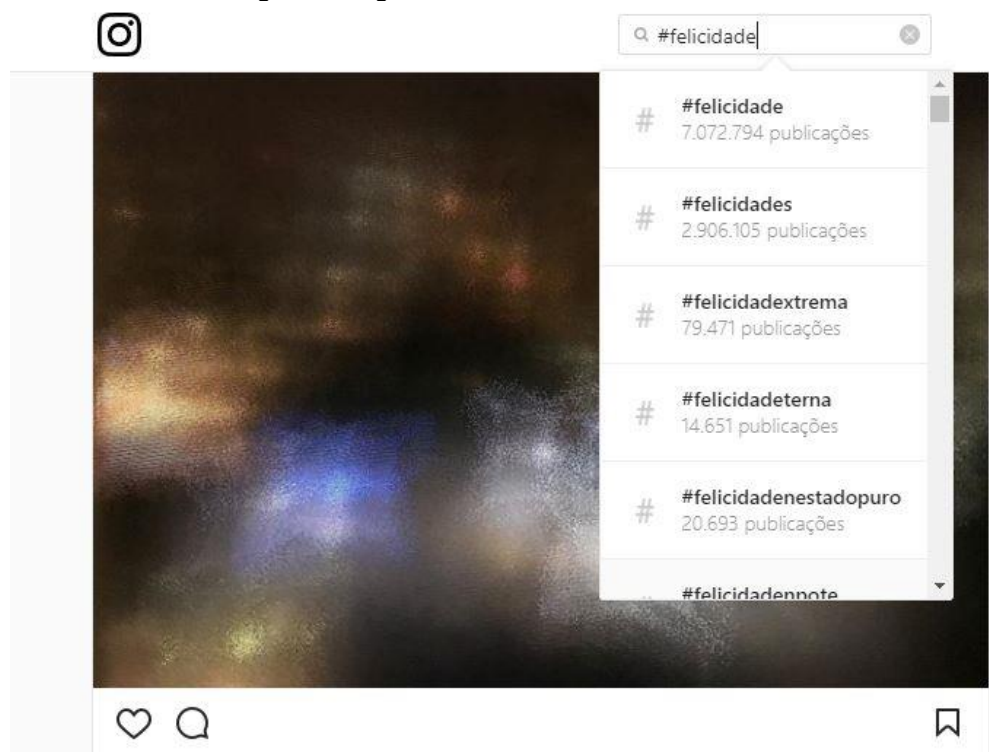 #felicidade
#felicidade
7.072.794 publicações
#felicidades
2.906.105 publicações
#felicidadextrema
79.471 publicações
#felicidadeterna
14.651 publicações
#felicidadenestadopuro
20.693 publicações
#felicidadenpote